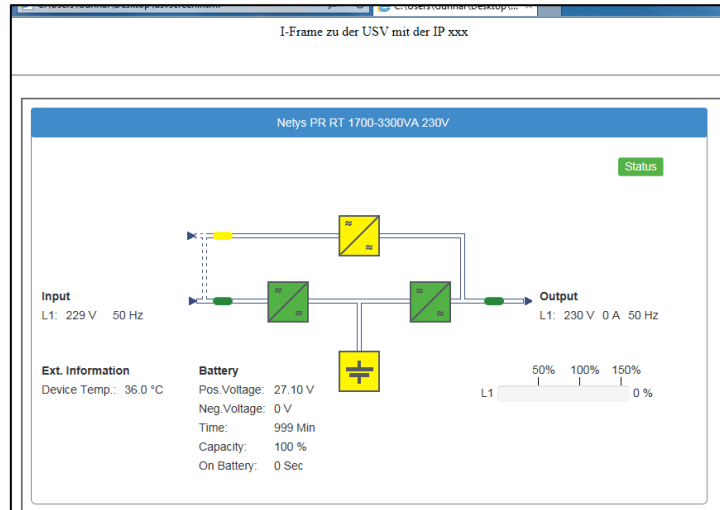 I-Frame zu der USV mit der IP xxx
Netys PR RT 1700-3300VA 230V
Status
Input
L1: 229 V 50 Hz
Output
L1: 230 V 0 A 50 Hz
Ext. Information
Device Temp.: 36.0 °C
Battery
Pos.Voltage: 27.10 V
Neg.Voltage: 0 V
Time: 999 Min
Capacity: 100 %
On Battery: 0 Sec
50% 100% 150%
L1 0 %